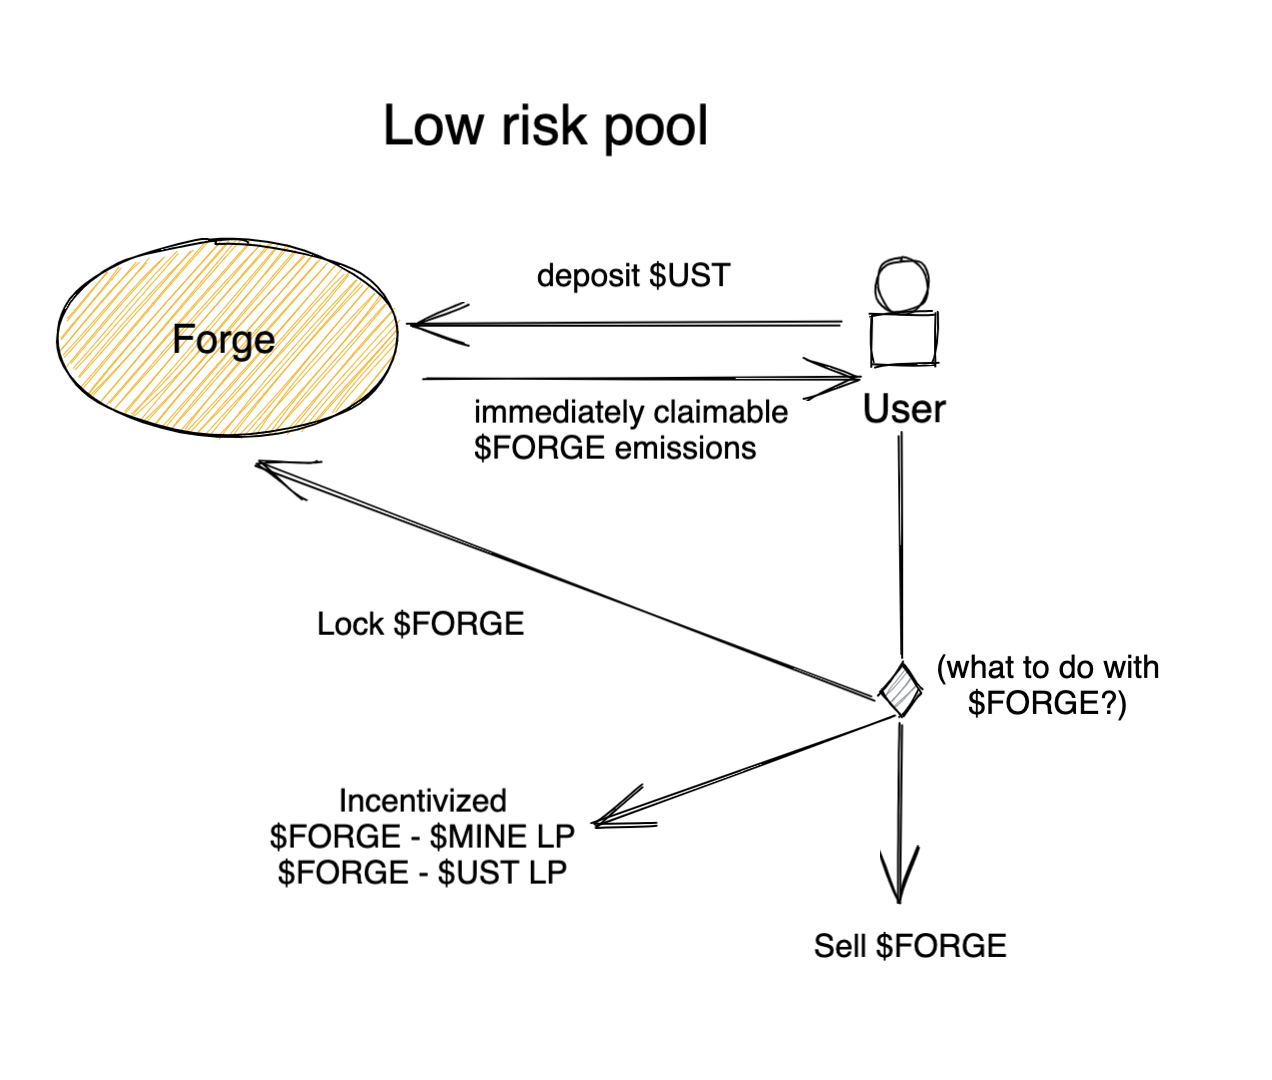 Low risk pool
deposit $UST
Forge
immediately claimable
$FORGE emissions
User
Lock $FORGE
(what to do with
$FORGE?)
Incentivized
$FORGE - $MINE LP
$FORGE - $UST LP
Sell $FORGE